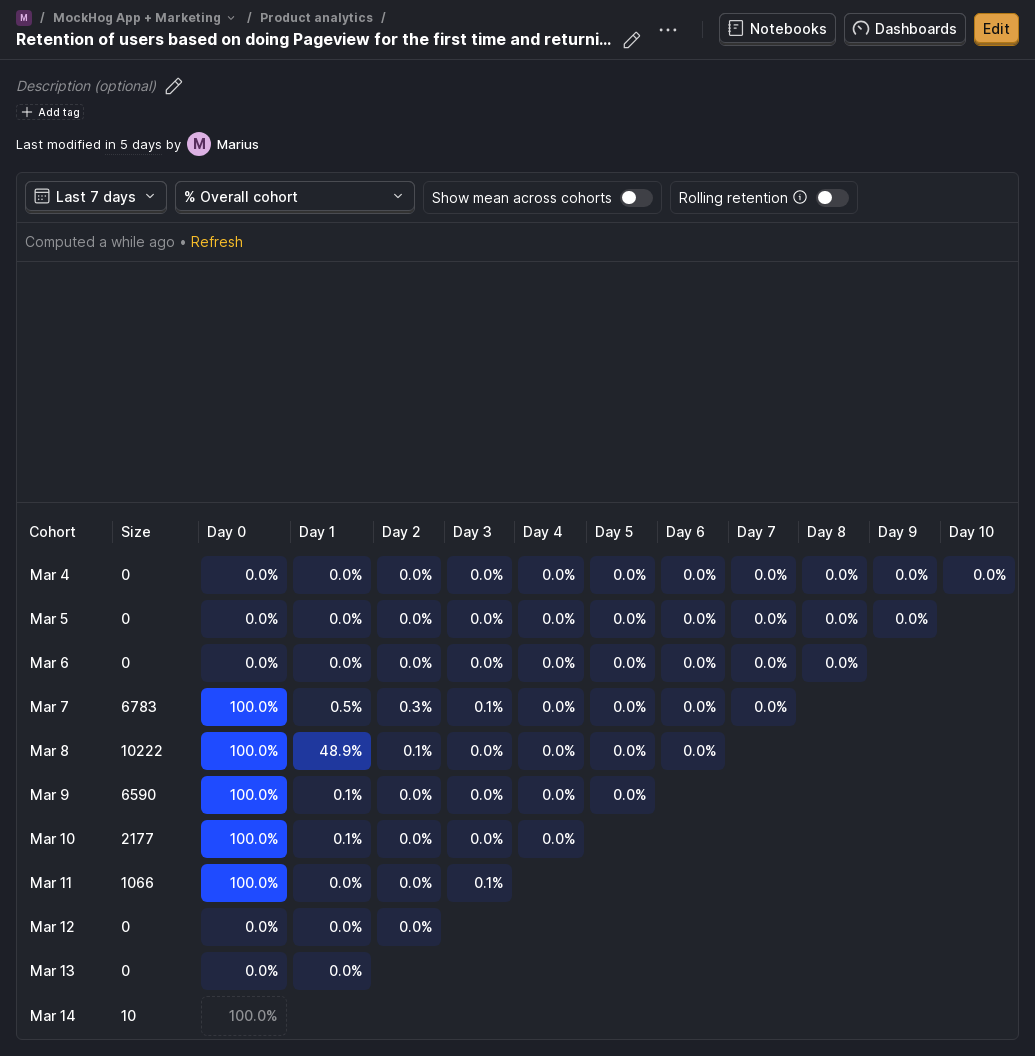 M / MockHog App + Marketing / Product analytics /
Retention of users based on doing Pageview for the first time and returni...
Notebooks
Dashboards
Edit
Description (optional)
Add tag
Last modified in 5 days by M Marius
Last 7 days
% Overall cohort
Show mean across cohorts
Rolling retention
Computed a while ago • Refresh
Cohort Size Day 0 Day 1 Day 2 Day 3 Day 4 Day 5 Day 6 Day 7 Day 8 Day 9 Day 10
Mar 4 0 0.0% 0.0% 0.0% 0.0% 0.0% 0.0% 0.0% 0.0% 0.0% 0.0% 0.0%
Mar 5 0 0.0% 0.0% 0.0% 0.0% 0.0% 0.0% 0.0% 0.0% 0.0% 0.0%
Mar 6 0 0.0% 0.0% 0.0% 0.0% 0.0% 0.0% 0.0% 0.0% 0.0%
Mar 7 6783 100.0% 0.5% 0.3% 0.1% 0.0% 0.0% 0.0% 0.0%
Mar 8 10222 100.0% 48.9% 0.1% 0.0% 0.0% 0.0% 0.0%
Mar 9 6590 100.0% 0.1% 0.0% 0.0% 0.0% 0.0%
Mar 10 2177 100.0% 0.1% 0.0% 0.0% 0.0%
Mar 11 1066 100.0% 0.0% 0.0% 0.1%
Mar 12 0 0.0% 0.0% 0.0%
Mar 13 0 0.0% 0.0%
Mar 14 10 100.0%